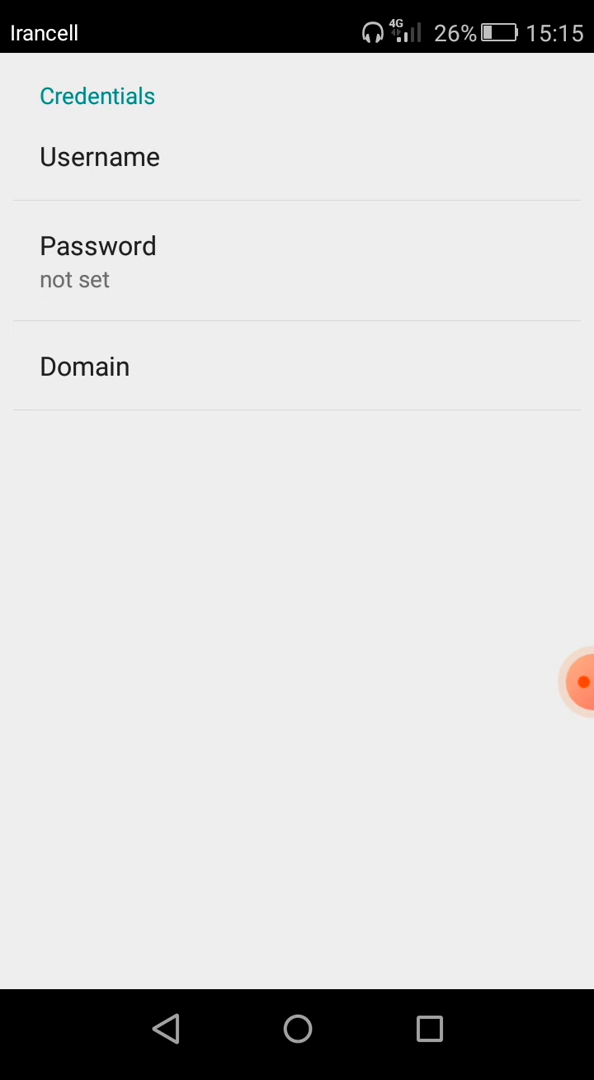 Irancell 4G 26% 15:15
Credentials
Username
Password
not set
Domain